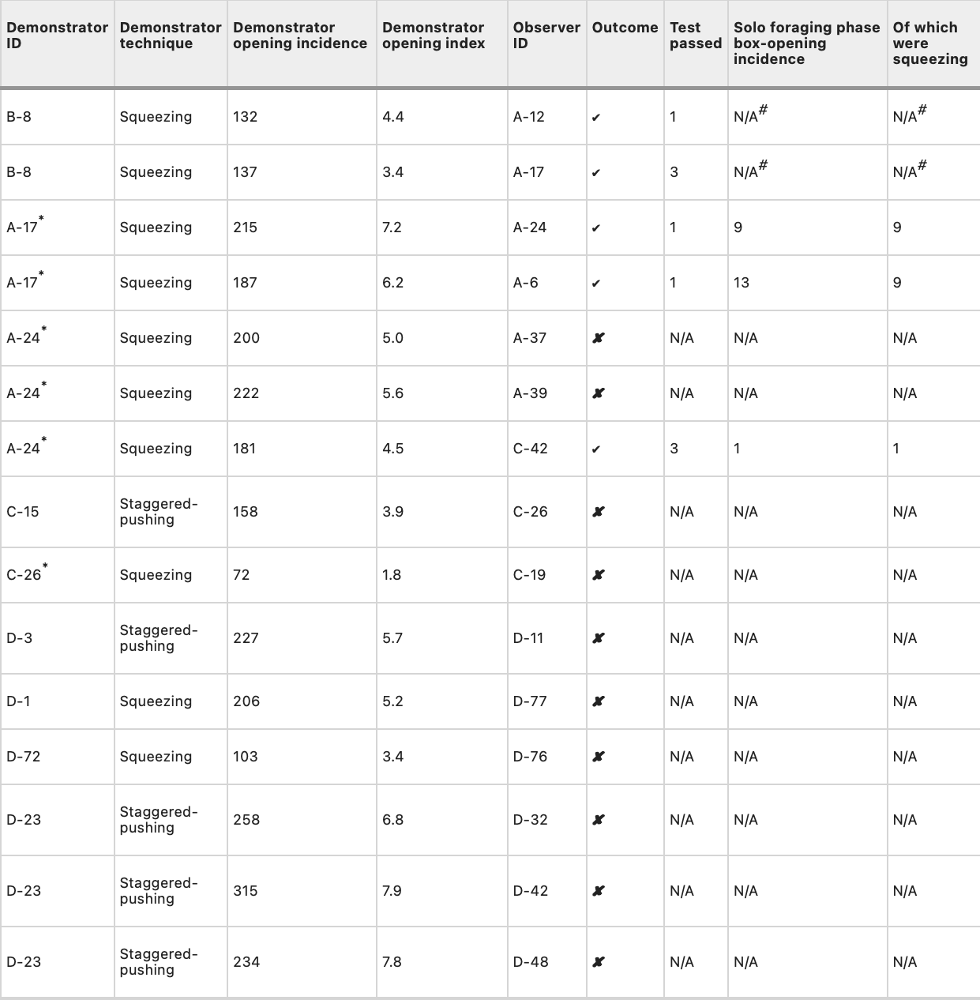 Demonstrator ID | Demonstrator technique | Demonstrator opening incidence | Demonstrator opening index | Observer ID | Outcome | Test passed | Solo foraging phase box-opening incidence | Of which were squeezing
B-8 | Squeezing | 132 | 4.4 | A-12 | ✔ | 1 | N/A# | N/A#
B-8 | Squeezing | 137 | 3.4 | A-17 | ✔ | 3 | N/A# | N/A#
A-17* | Squeezing | 215 | 7.2 | A-24 | ✔ | 1 | 9 | 9
A-17* | Squeezing | 187 | 6.2 | A-6 | ✔ | 1 | 13 | 9
A-24* | Squeezing | 200 | 5.0 | A-37 | ✘ | N/A | N/A | N/A
A-24* | Squeezing | 222 | 5.6 | A-39 | ✘ | N/A | N/A | N/A
A-24* | Squeezing | 181 | 4.5 | C-42 | ✔ | 3 | 1 | 1
C-15 | Staggered-pushing | 158 | 3.9 | C-26 | ✘ | N/A | N/A | N/A
C-26* | Squeezing | 72 | 1.8 | C-19 | ✘ | N/A | N/A | N/A
D-3 | Staggered-pushing | 227 | 5.7 | D-11 | ✘ | N/A | N/A | N/A
D-1 | Squeezing | 206 | 5.2 | D-77 | ✘ | N/A | N/A | N/A
D-72 | Squeezing | 103 | 3.4 | D-76 | ✘ | N/A | N/A | N/A
D-23 | Staggered-pushing | 258 | 6.8 | D-32 | ✘ | N/A | N/A | N/A
D-23 | Staggered-pushing | 315 | 7.9 | D-42 | ✘ | N/A | N/A | N/A
D-23 | Staggered-pushing | 234 | 7.8 | D-48 | ✘ | N/A | N/A | N/A